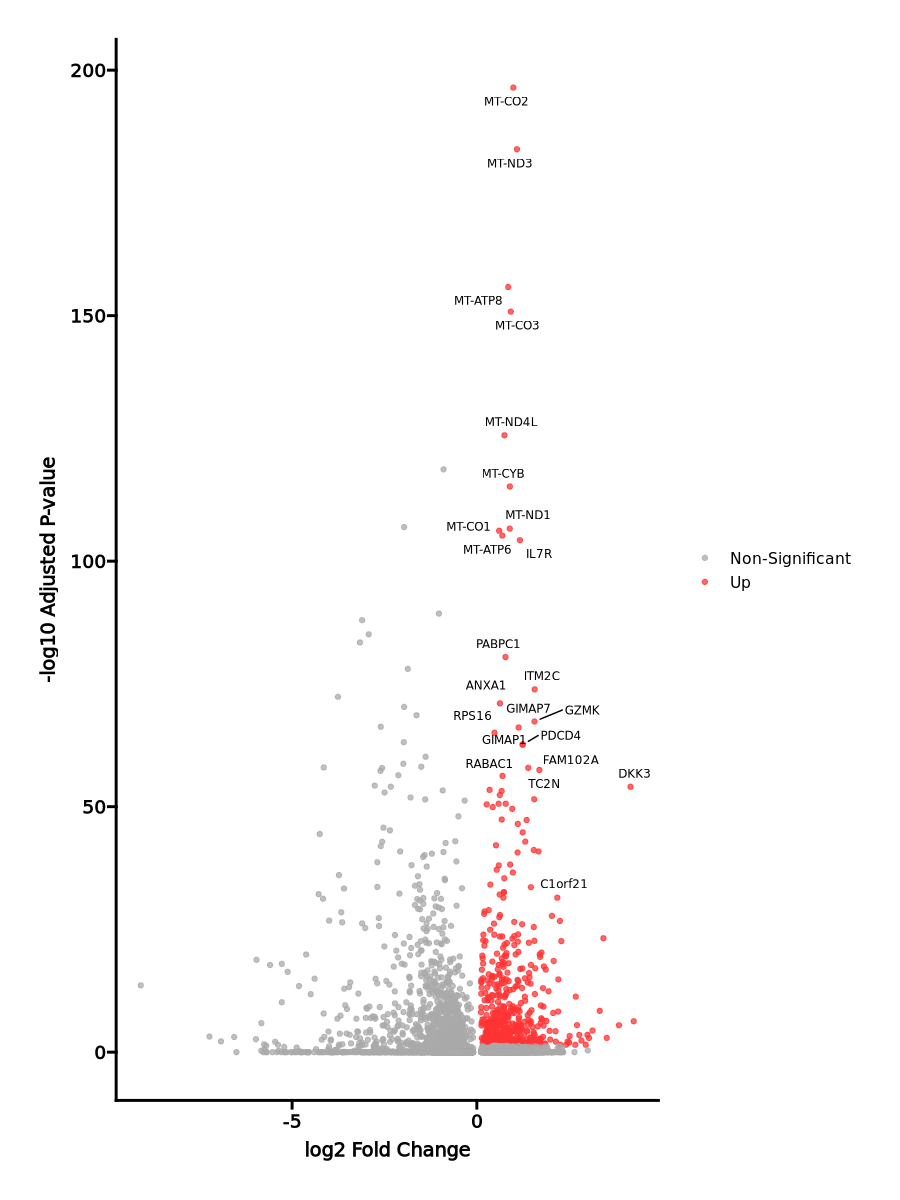 200
MT-CO2
MT-ND3
MT-ATP8
150
MT-CO3
MT-ND4L
MT-CYB
MT-ND1
MT-CO1
MT-ATP6
IL7R
100
Non-Significant
Up
-log10 Adjusted P-value
PABPC1
ITM2C
ANXA1
GIMAP7
GZMK
RPS16
GIMAP1
PDCD4
RABAC1
FAM102A
DKK3
TC2N
50
C1orf21
0
-5
0
log2 Fold Change